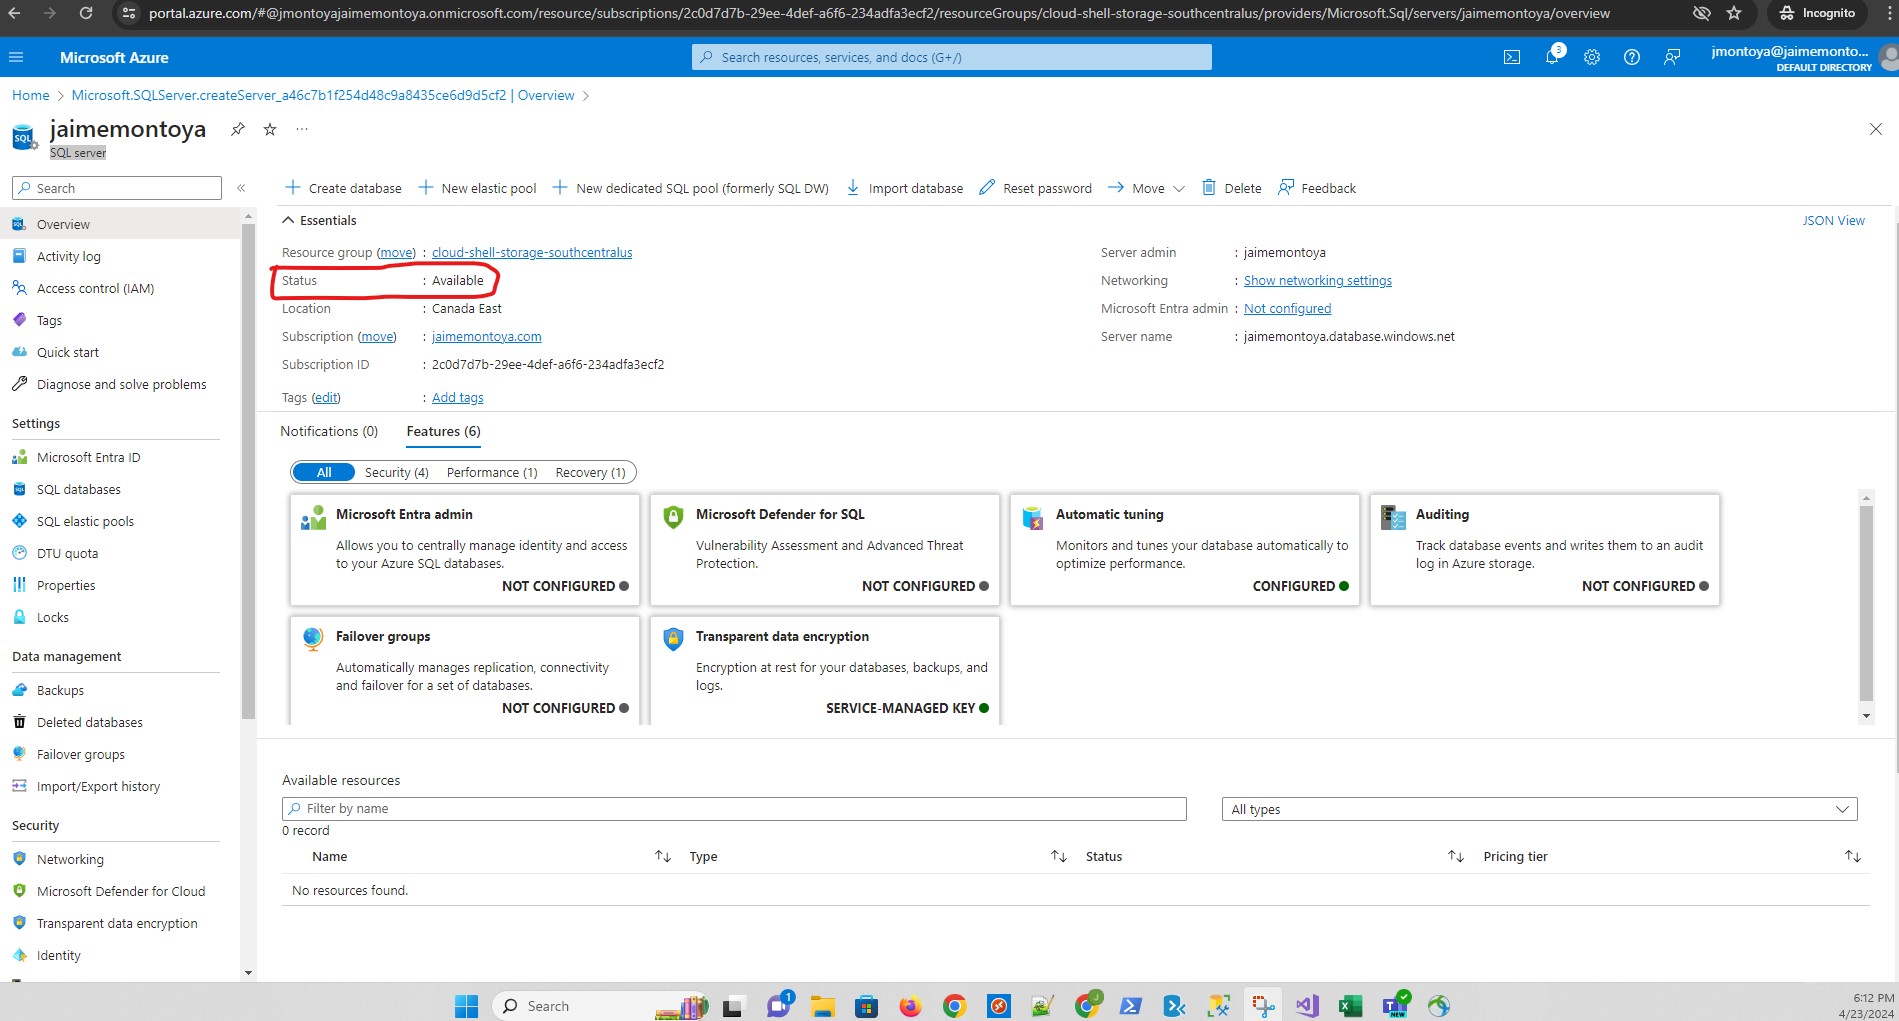 portal.azure.com/#@jmontoyajaimemontoya.onmicrosoft.com/resource/subscriptions/2c0d7d7b-29ee-4def-a6f6-234adfa3ecf2/resourceGroups/cloud-shell-storage-southcentralus/providers/Microsoft.Sql/servers/jaimemontoya/overview
Incognito
Microsoft Azure
Search resources, services, and docs (G+/)
3
jmontoya@jaimemonto...
DEFAULT DIRECTORY
Home > Microsoft.SQLServer.createServer_a46c7b1f254d48c9a8435ce6d9d5cf2 | Overview >
SQL
jaimemontoya
...
SQL server
Search
«
Create database
New elastic pool
New dedicated SQL pool (formerly SQL DW)
Import database
Reset password
Move
Delete
Feedback
Overview
Activity log
Access control (IAM)
Tags
Quick start
Diagnose and solve problems
Settings
Microsoft Entra ID
SQL databases
SQL elastic pools
DTU quota
Properties
Locks
Data management
Backups
Deleted databases
Failover groups
Import/Export history
Security
Networking
Microsoft Defender for Cloud
Transparent data encryption
Identity
Essentials
JSON View
Resource group (move) : cloud-shell-storage-southcentralus
Status : Available
Location : Canada East
Subscription (move) : jaimemontoya.com
Subscription ID : 2c0d7d7b-29ee-4def-a6f6-234adfa3ecf2
Tags (edit) : Add tags
Server admin : jaimemontoya
Networking : Show networking settings
Microsoft Entra admin : Not configured
Server name : jaimemontoya.database.windows.net
Notifications (0)
Features (6)
All
Security (4)
Performance (1)
Recovery (1)
Microsoft Entra admin
Allows you to centrally manage identity and access
to your Azure SQL databases.
NOT CONFIGURED
Microsoft Defender for SQL
Vulnerability Assessment and Advanced Threat
Protection.
NOT CONFIGURED
Automatic tuning
Monitors and tunes your database automatically to
optimize performance.
CONFIGURED
Auditing
Track database events and writes them to an audit
log in Azure storage.
NOT CONFIGURED
Failover groups
Automatically manages replication, connectivity
and failover for a set of databases.
NOT CONFIGURED
Transparent data encryption
Encryption at rest for your databases, backups, and
logs.
SERVICE-MANAGED KEY
Available resources
Filter by name
All types
0 record
Name
Type
Status
Pricing tier
No resources found.
Search
1
J
NEW
6:12 PM
4/23/2024